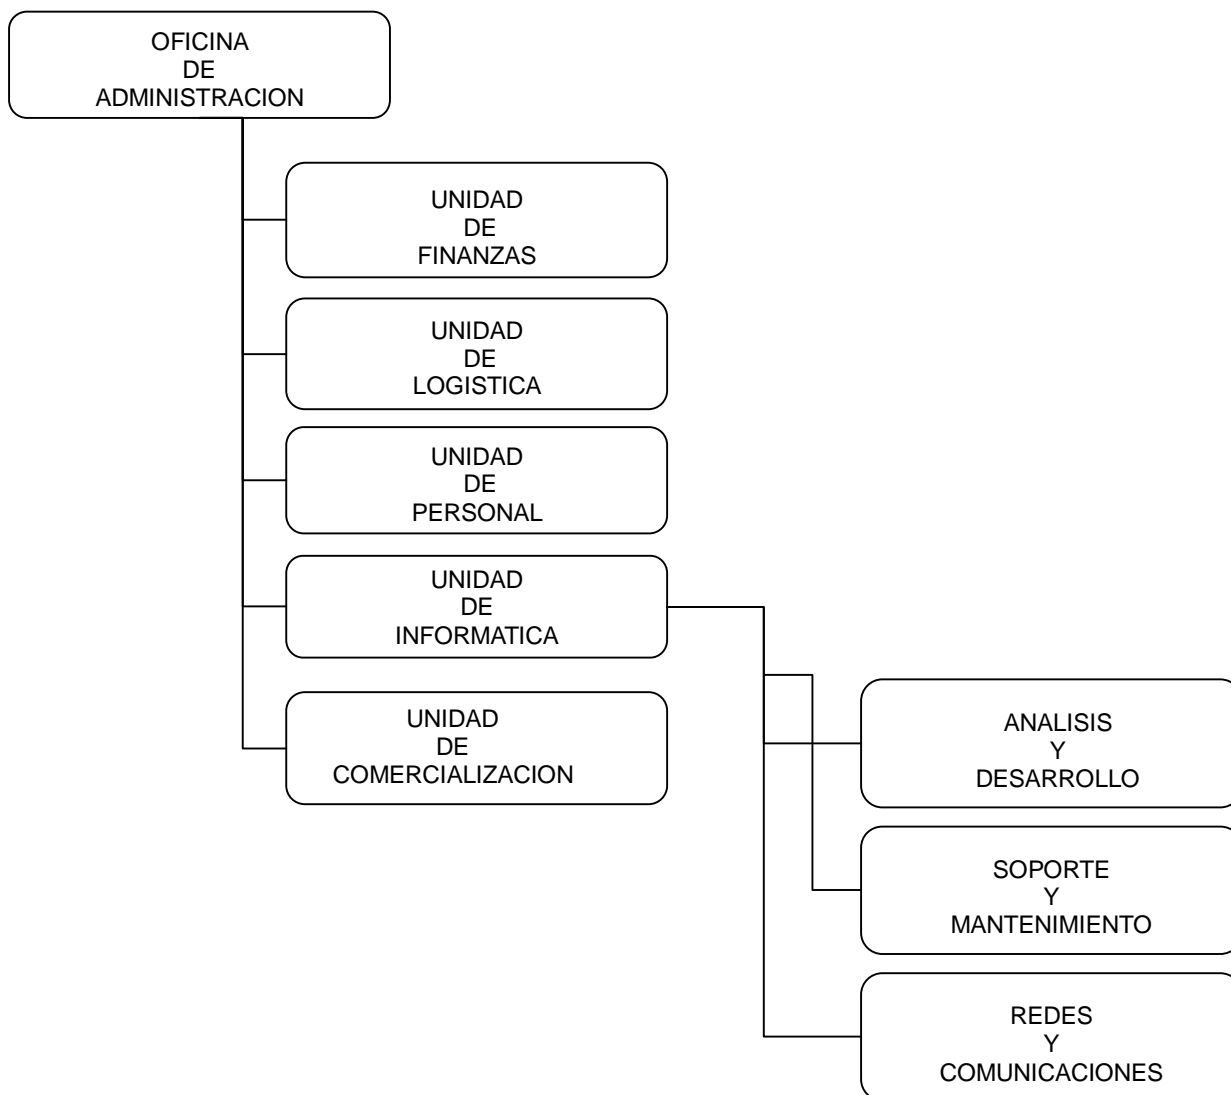 OFICINA
DE
ADMINISTRACION
UNIDAD
DE
FINANZAS
UNIDAD
DE
LOGISTICA
UNIDAD
DE
PERSONAL
UNIDAD
DE
INFORMATICA
UNIDAD
DE
COMERCIALIZACION
ANALISIS
Y
DESARROLLO
SOPORTE
Y
MANTENIMIENTO
REDES
Y
COMUNICACIONES